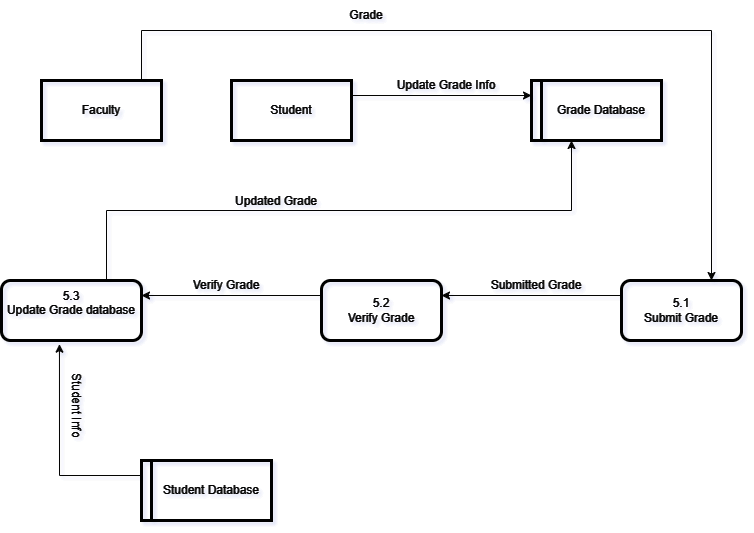 Grade
Update Grade Info
Faculty
Student
Grade Database
Updated Grade
Verify Grade
Submitted Grade
5.3
Update Grade database
5.2
Verify Grade
5.1
Submit Grade
Student Info
Student Database